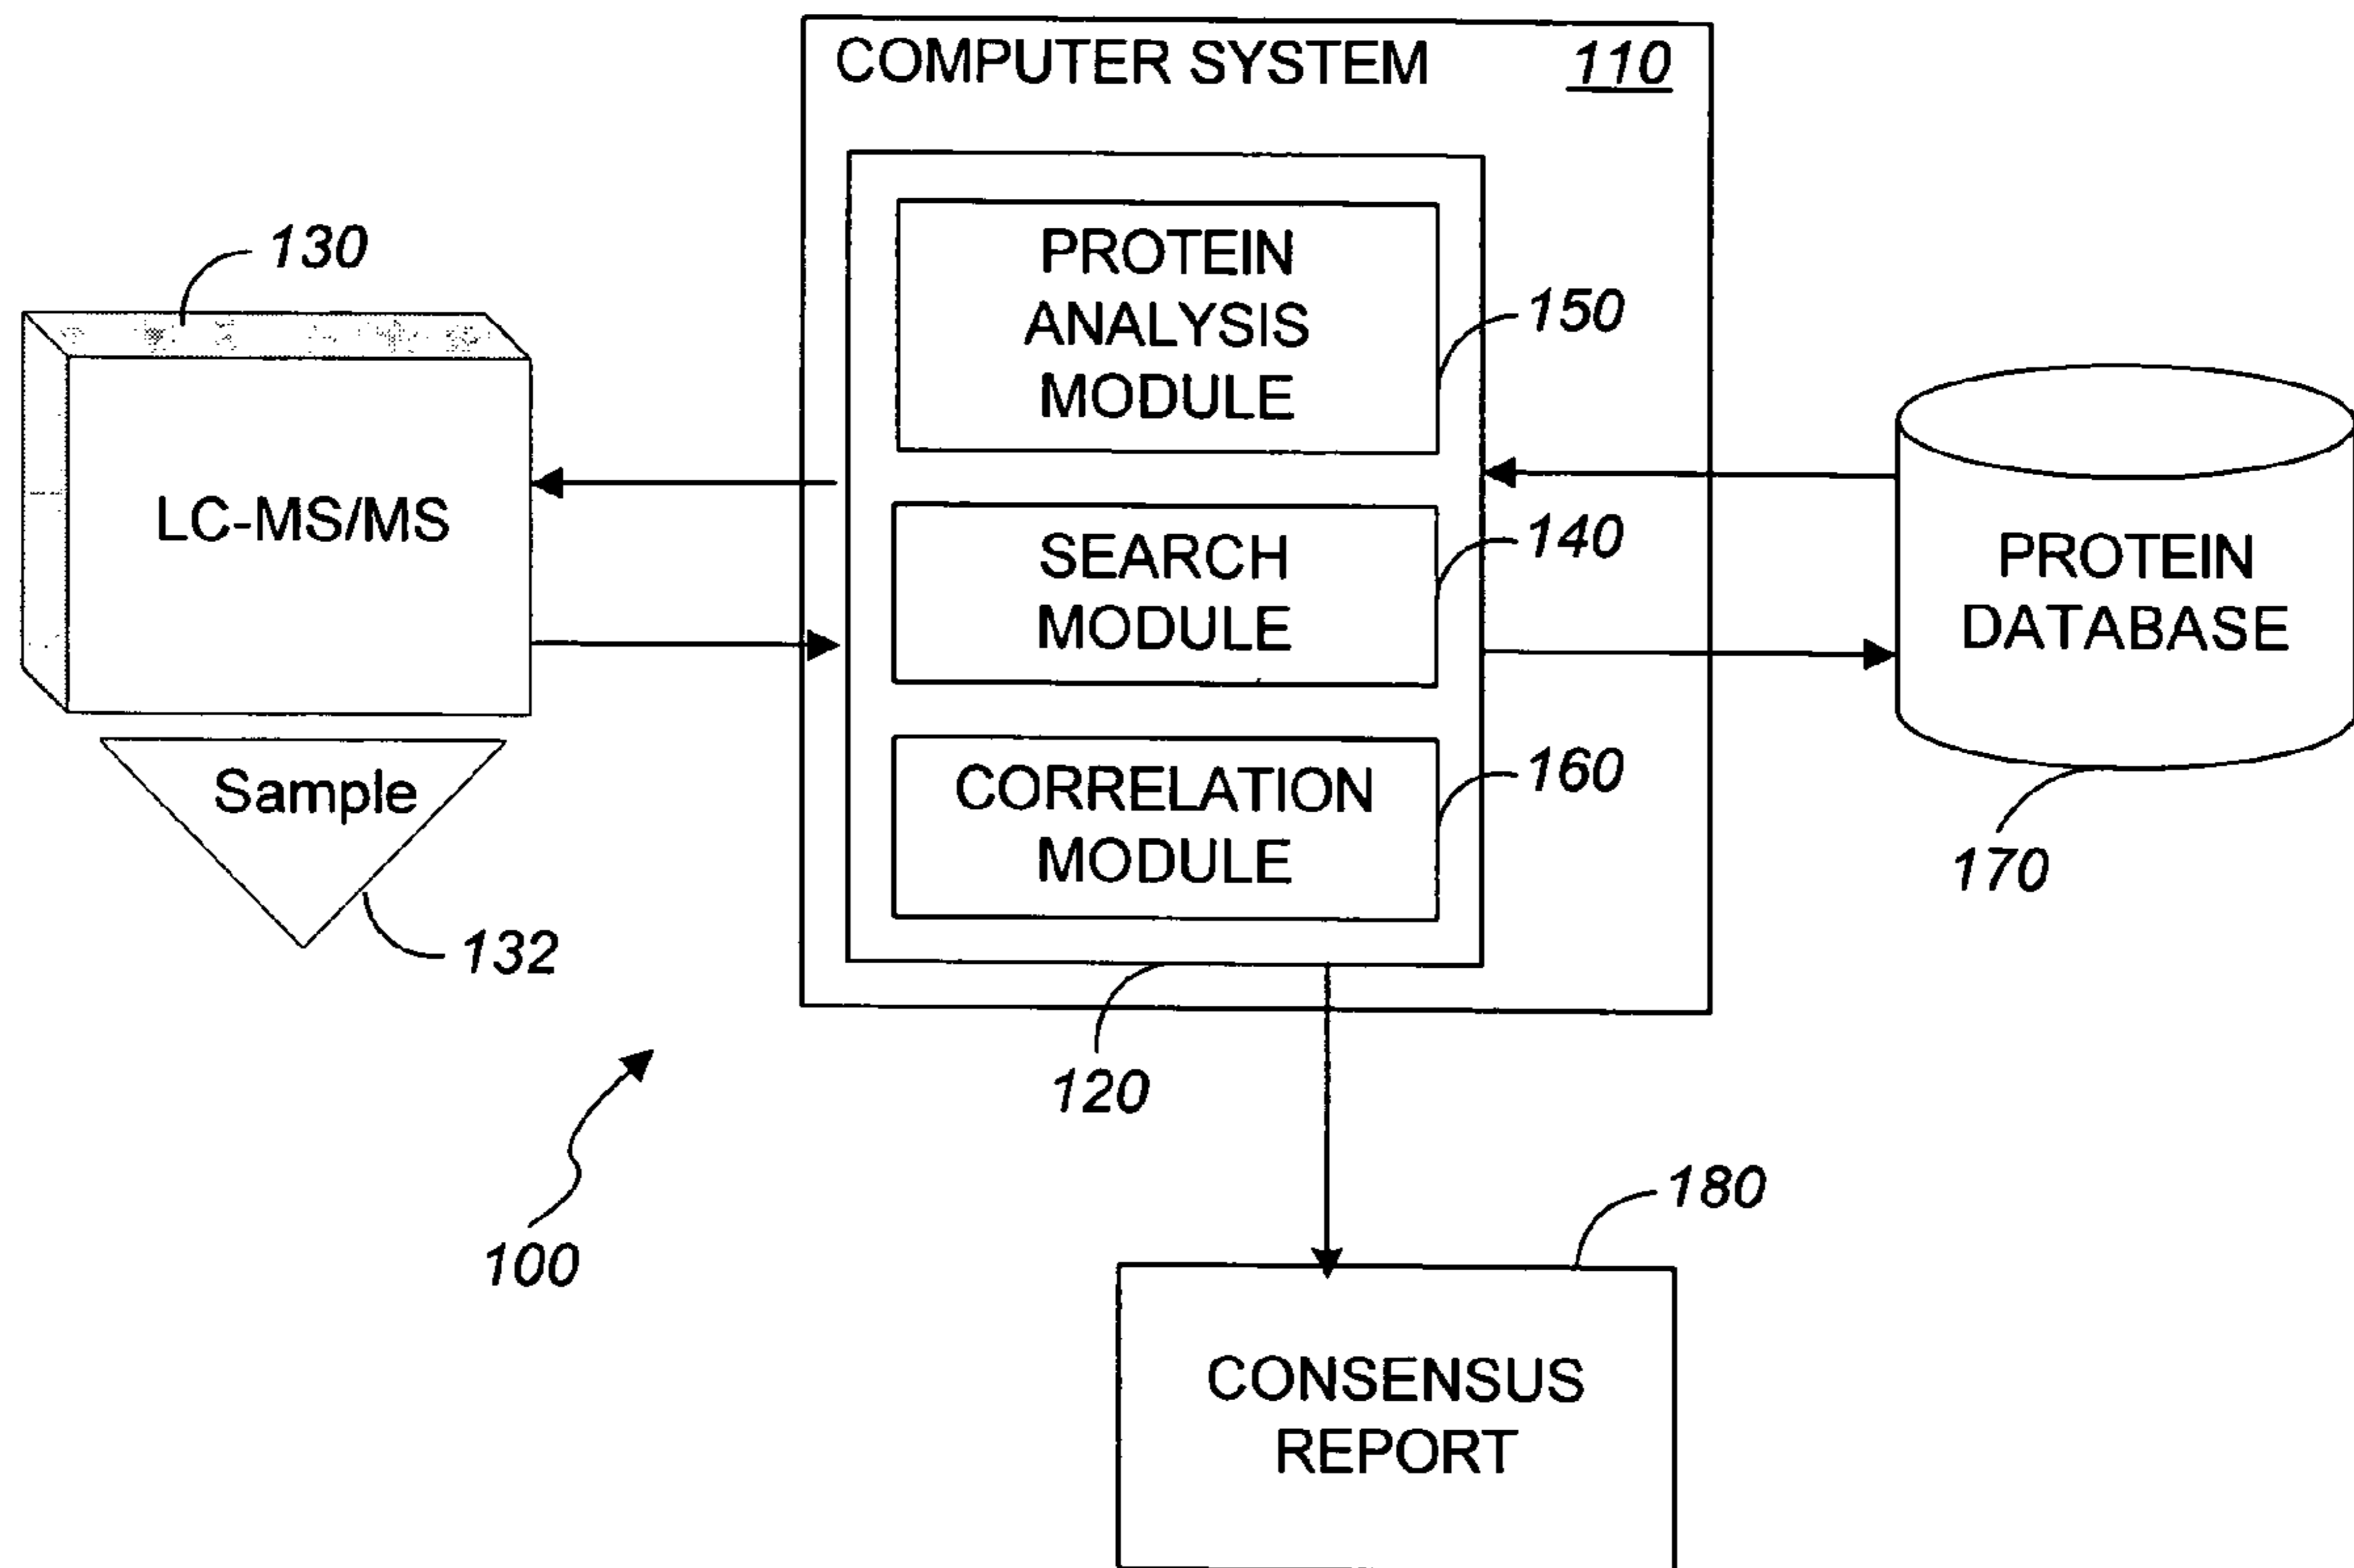 COMPUTER SYSTEM 110
130
PROTEIN
ANALYSIS
MODULE
150
LC-MS/MS
SEARCH
MODULE
140
PROTEIN
DATABASE
Sample
CORRELATION
MODULE
160
170
132
120
100
180
CONSENSUS
REPORT